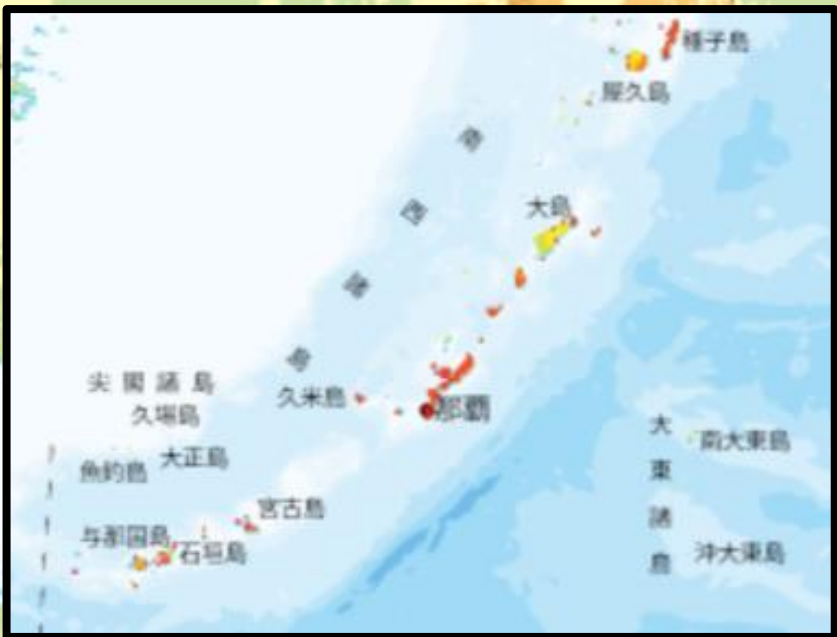 種子島
屋久島
大島
南西諸島
尖閣諸島
久米島
久場島
那覇
大東諸島
南大東島
大正島
魚釣島
宮古島
与那国島
石垣島
沖大東島